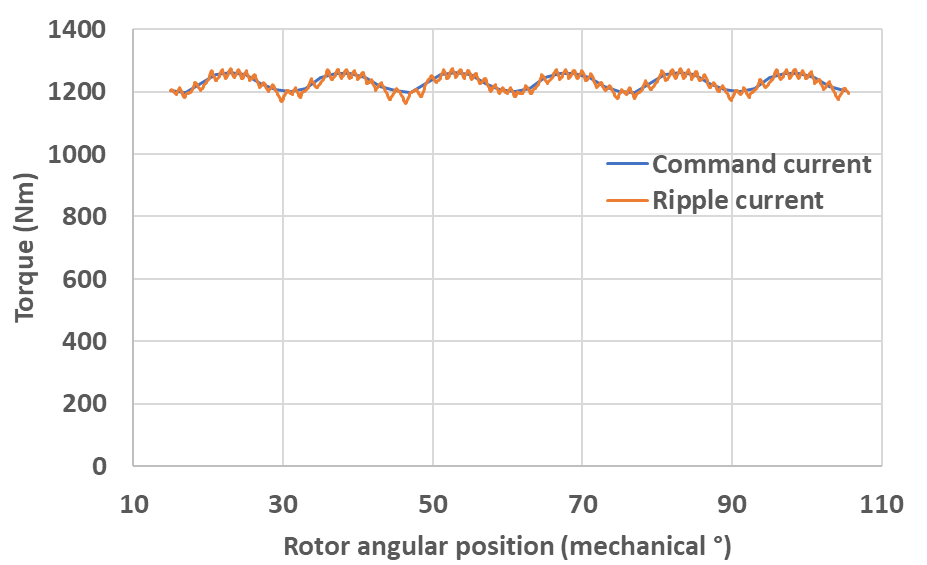 1400
1200
1000
800
600
400
200
0
Torque (Nm)
Command current
Ripple current
10 30 50 70 90 110
Rotor angular position (mechanical °)